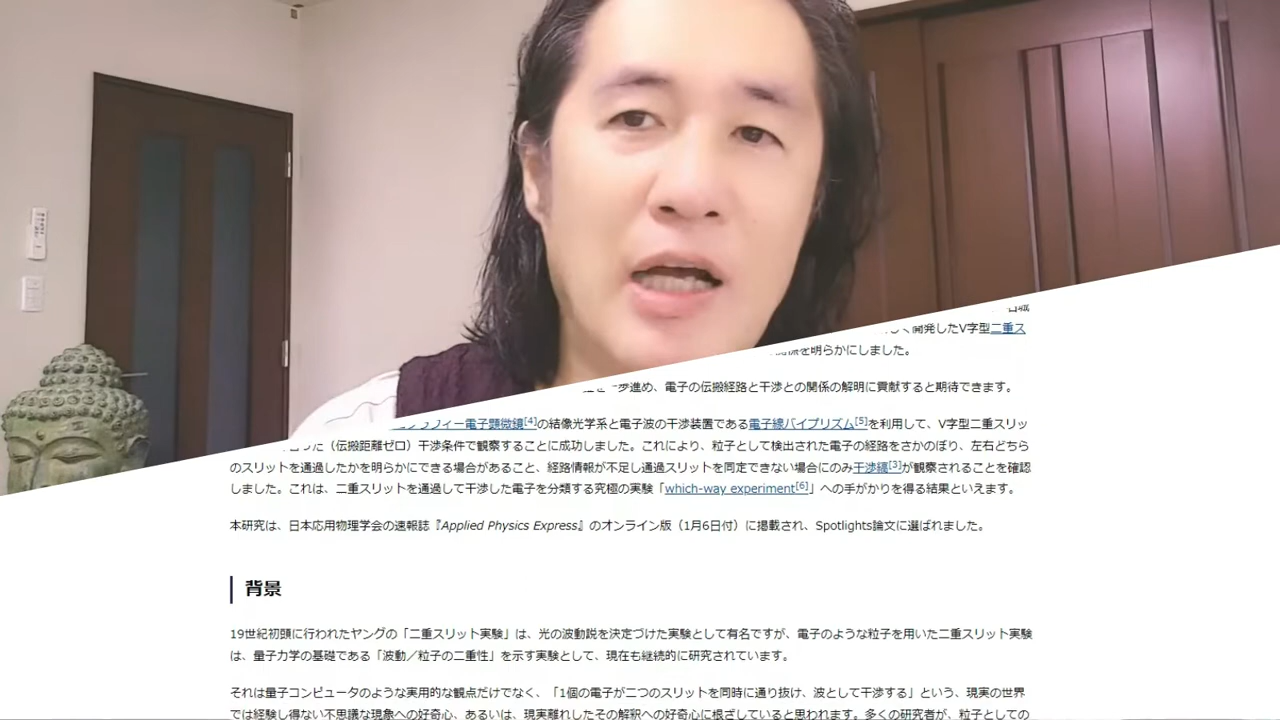 開発したV字型二重ス
を明らかにしました。
一歩進め、電子の伝搬経路と干渉との関係の解明に貢献すると期待できます。
ラフィー電子顕微鏡[4]の結像光学系と電子波の干渉装置である電子線バイプリズム[5]を利用して、V字型二重スリッ
（伝搬距離ゼロ）干渉条件で観察することに成功しました。これにより、粒子として検出された電子の経路をさかのぼり、左右どちら
のスリットを通過したかを明らかにできる場合があること、経路情報が不足し通過スリットを同定できない場合にのみ干渉縞[3]が観察されることを確認
しました。これは、二重スリットを通過して干渉した電子を分類する究極の実験「which-way experiment[6]」への手がかりを得る結果といえます。
本研究は、日本応用物理学会の速報誌『Applied Physics Express』のオンライン版（1月6日付）に掲載され、Spotlights論文に選ばれました。
背景
19世紀初頭に行われたヤングの「二重スリット実験」は、光の波動説を決定づけた実験として有名ですが、電子のような粒子を用いた二重スリット実験
は、量子力学の基礎である「波動／粒子の二重性」を示す実験として、現在も継続的に研究されています。
それは量子コンピュータのような実用的な観点だけでなく、「1個の電子が二つのスリットを同時に通り抜け、波として干渉する」という、現実の世界
では経験し得ない不思議な現象への好奇心、あるいは、現実離れしたその解釈への好奇心に根ざしていると思われます。多くの研究者が、粒子としての